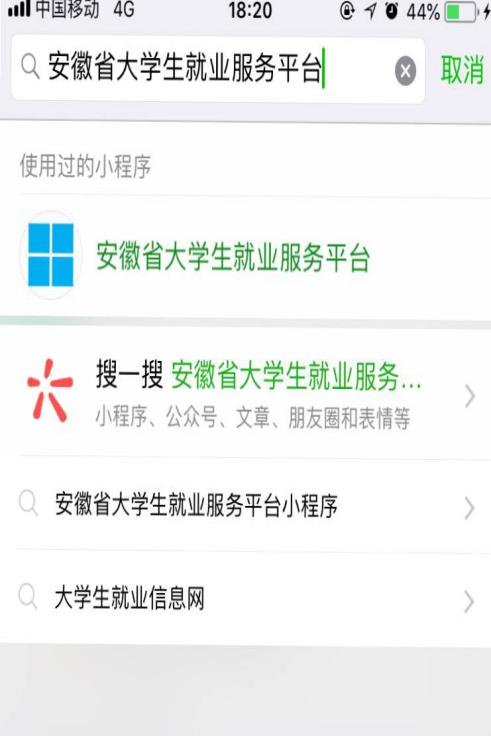 中国移动 4G 18:20 44%
安徽省大学生就业服务平台 取消
使用过的小程序
安徽省大学生就业服务平台
搜一搜 安徽省大学生就业服务...
小程序、公众号、文章、朋友圈和表情等
安徽省大学生就业服务平台小程序
大学生就业信息网